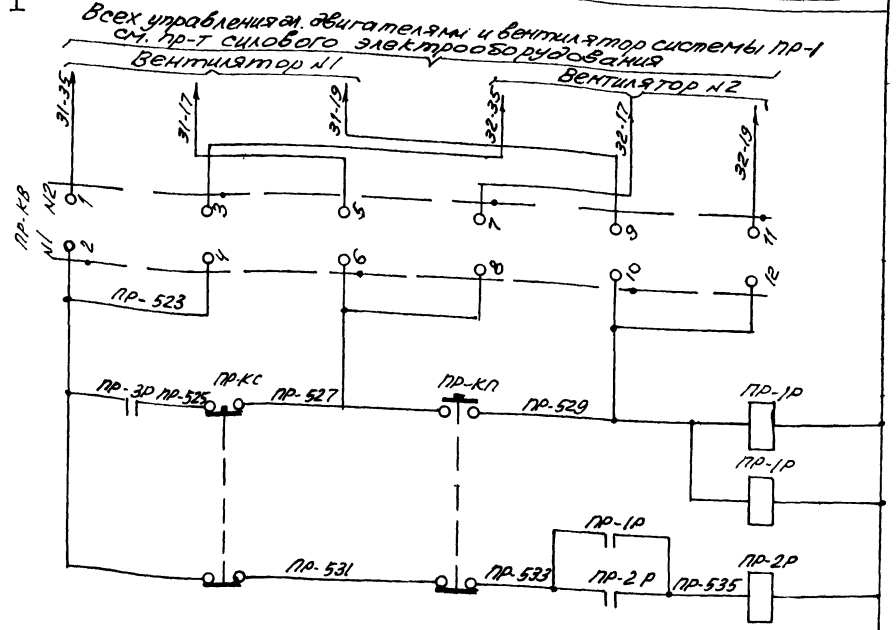 Всех управления эл. двигателями и вентилятор системы ПР-1
см. пр-т силового электрооборудования
Вентилятор №1
Вентилятор №2
31-35
31-17
31-19
32-35
32-17
32-19
ПР-КВ
№2
№1
1
3
5
7
9
11
2
4
6
8
10
12
ПР-523
ПР-3Р
ПР-525
ПР-КС
ПР-527
ПР-КП
ПР-529
ПР-1Р
ПР-1Р
ПР-531
ПР-533
ПР-1Р
ПР-2Р
ПР-535
ПР-2Р